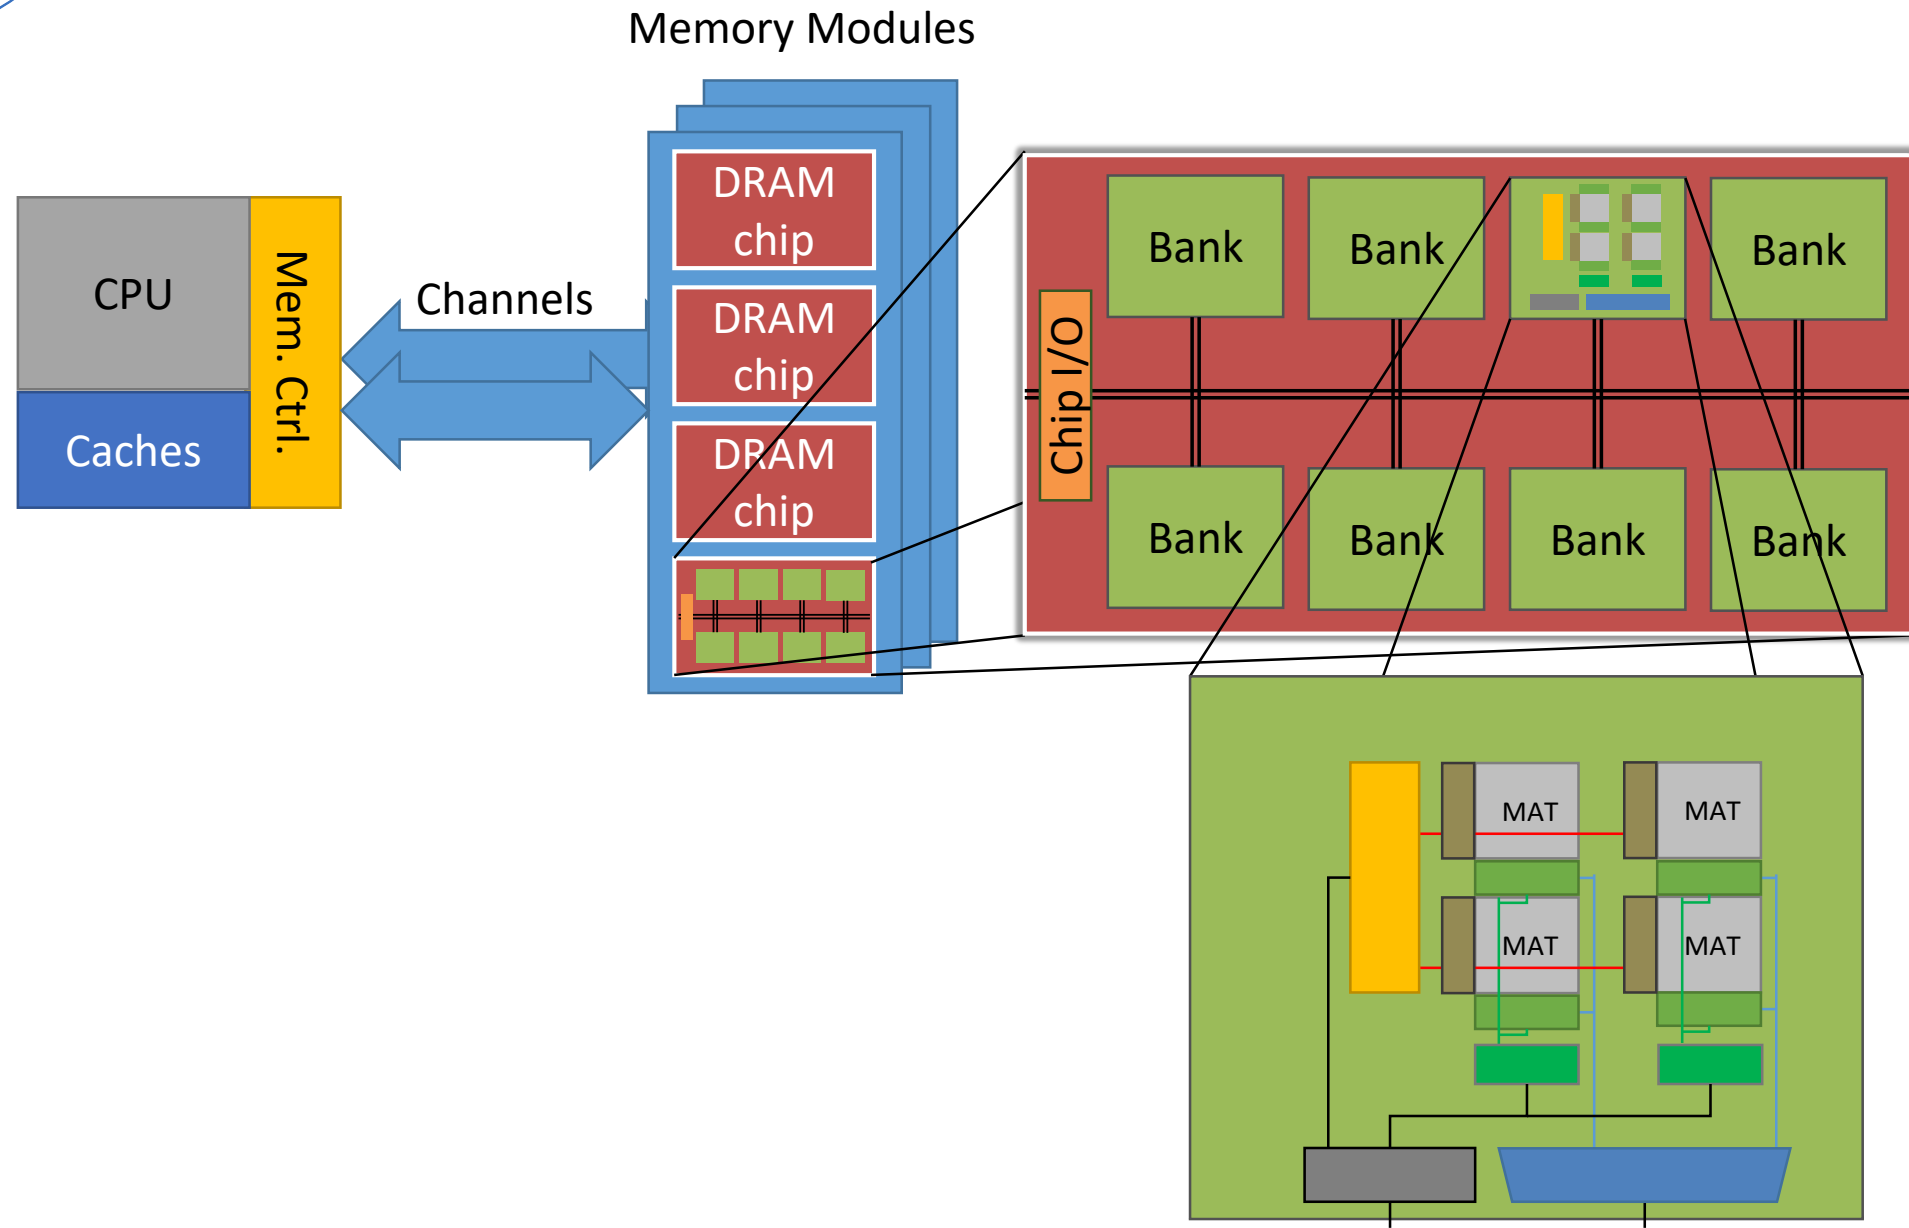 Memory Modules
CPU
Caches
Mem. Ctrl.
Channels
DRAM
chip
DRAM
chip
DRAM
chip
Chip I/O
Bank
Bank
Bank
Bank
Bank
Bank
Bank
MAT
MAT
MAT
MAT